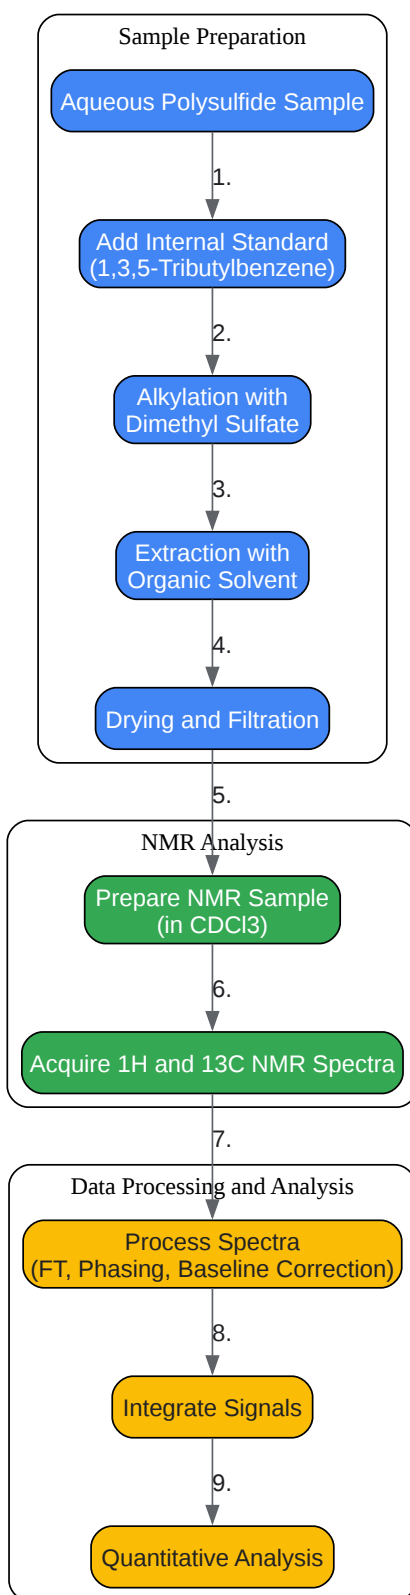 Sample Preparation
Aqueous Polysulfide Sample
1.
Add Internal Standard
(1,3,5-Tributylbenzene)
2.
Alkylation with
Dimethyl Sulfate
3.
Extraction with
Organic Solvent
4.
Drying and Filtration
5.
NMR Analysis
Prepare NMR Sample
(in CDCl3)
6.
Acquire 1H and 13C NMR Spectra
7.
Data Processing and Analysis
Process Spectra
(FT, Phasing, Baseline Correction)
8.
Integrate Signals
9.
Quantitative Analysis